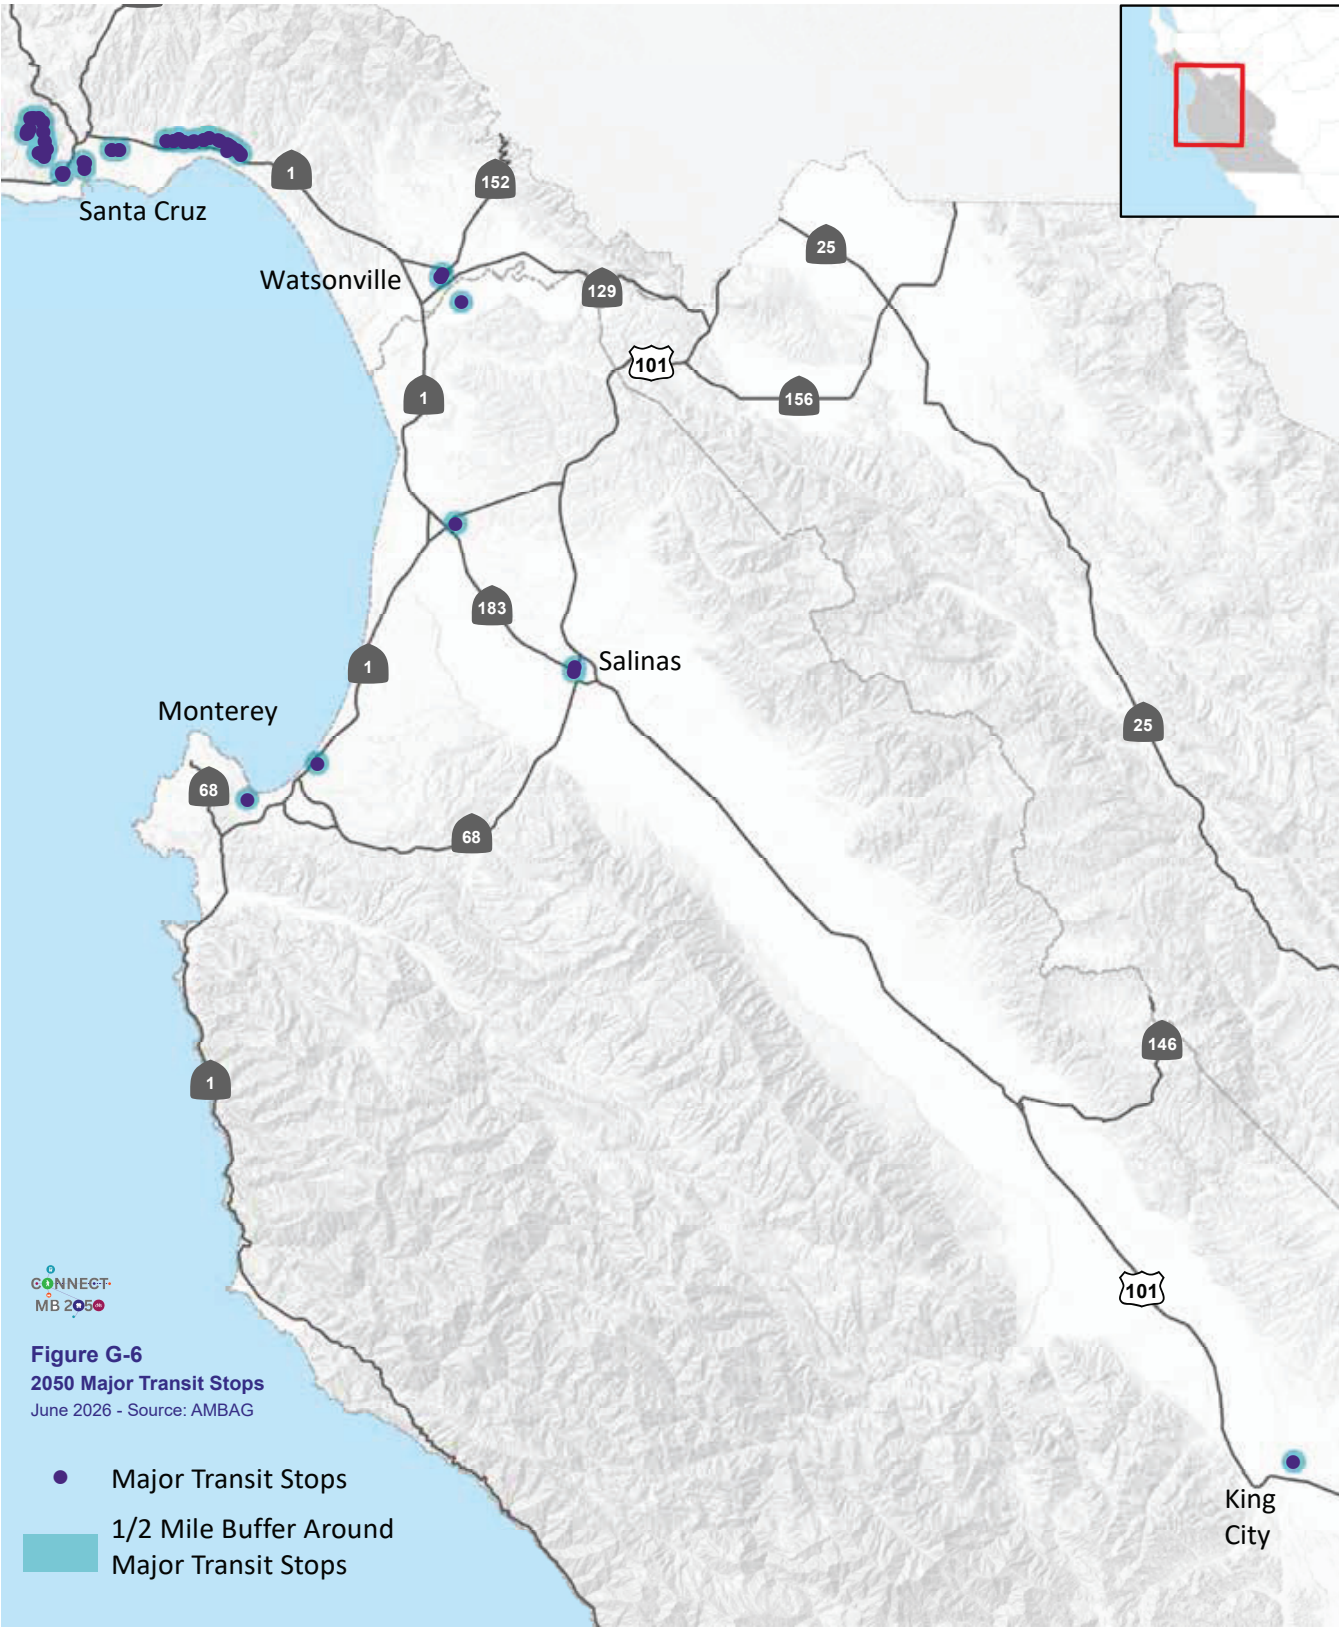 1
152
Santa Cruz
25
Watsonville
129
101
1
156
183
Salinas
1
Monterey
25
68
68
146
1
101
CONNECT
MB 2050
Figure G-6
2050 Major Transit Stops
June 2026 - Source: AMBAG
Major Transit Stops
1/2 Mile Buffer Around
Major Transit Stops
King
City